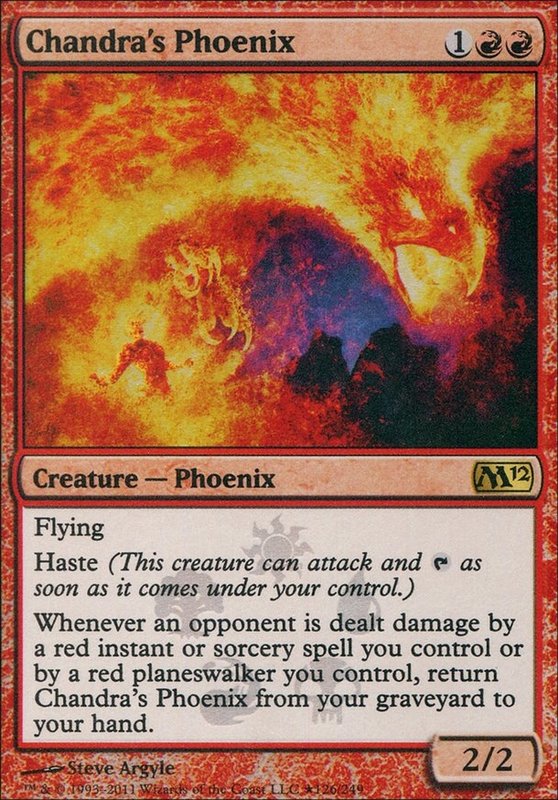 Chandra's Phoenix 1
Creature — Phoenix M12
Flying
Haste (This creature can attack and as
soon as it comes under your control.)
Whenever an opponent is dealt damage by
a red instant or sorcery spell you control or
by a red planeswalker you control, return
Chandra's Phoenix from your graveyard to
your hand.
2/2
Steve Argyle
™ & © 1993–2011 Wizards of the Coast LLC ★126/249